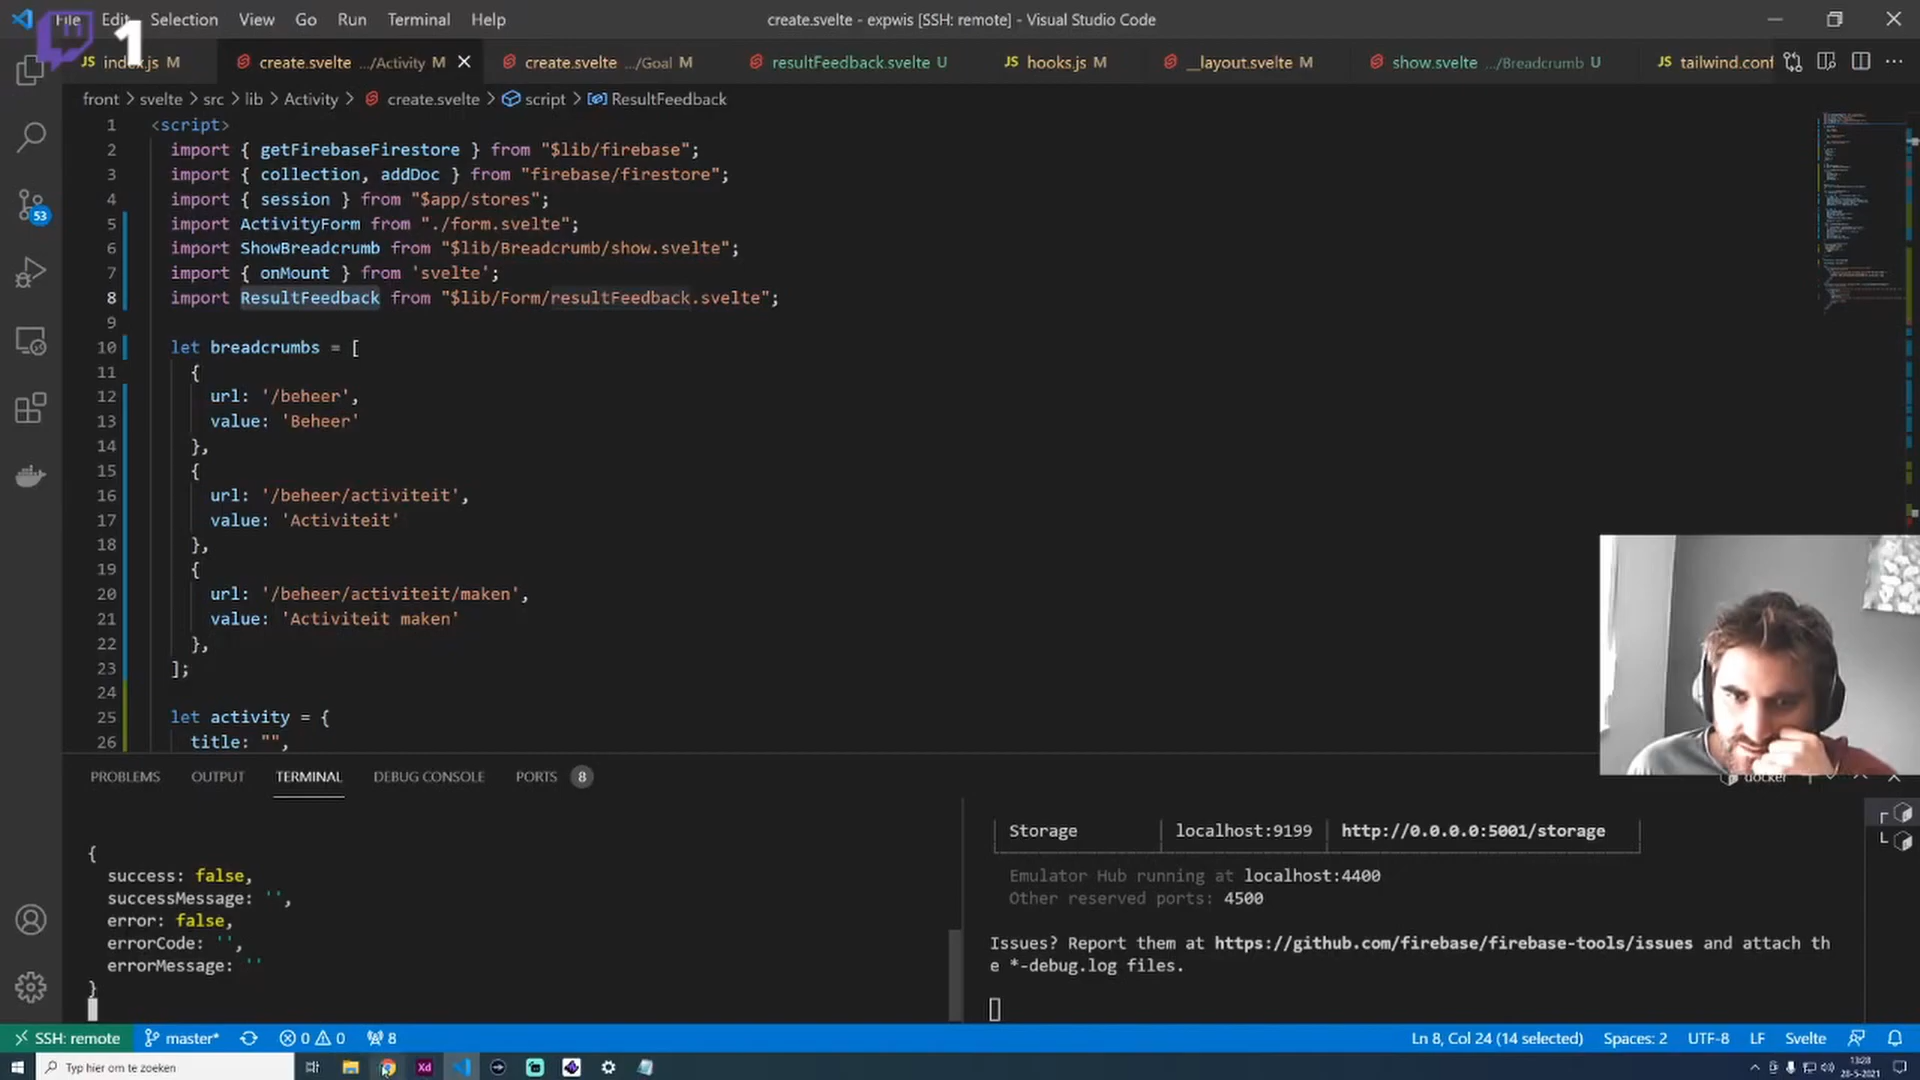 File Edit Selection View Go Run Terminal Help
create.svelte - expwis [SSH: remote] - Visual Studio Code
1
index.js M
create.svelte .../Activity M
create.svelte .../Goal M
resultFeedback.svelte U
hooks.js M
__layout.svelte M
show.svelte .../Breadcrumb U
tailwind.conf
front > svelte > src > lib > Activity > create.svelte > script > ResultFeedback
1 <script>
2 import { getFirebaseFirestore } from "$lib/firebase";
3 import { collection, addDoc } from "firebase/firestore";
4 import { session } from "$app/stores";
5 import ActivityForm from "./form.svelte";
6 import ShowBreadcrumb from "$lib/Breadcrumb/show.svelte";
7 import { onMount } from 'svelte';
8 import ResultFeedback from "$lib/Form/resultFeedback.svelte";
9
10 let breadcrumbs = [
11 {
12 url: '/beheer',
13 value: 'Beheer'
14 },
15 {
16 url: '/beheer/activiteit',
17 value: 'Activiteit'
18 },
19 {
20 url: '/beheer/activiteit/maken',
21 value: 'Activiteit maken'
22 },
23 ];
24
25 let activity = {
26 title: "",
53
PROBLEMS OUTPUT TERMINAL DEBUG CONSOLE PORTS 8
docker
{
success: false,
successMessage: '',
error: false,
errorCode: '',
errorMessage: ''
}
Storage localhost:9199 http://0.0.0.0:5001/storage
Emulator Hub running at localhost:4400
Other reserved ports: 4500
Issues? Report them at https://github.com/firebase/firebase-tools/issues and attach th
e *-debug.log files.
SSH: remote master* 0 0 8
Ln 8, Col 24 (14 selected) Spaces: 2 UTF-8 LF Svelte
Typ hier om te zoeken
Xd
13:28
28-5-2021